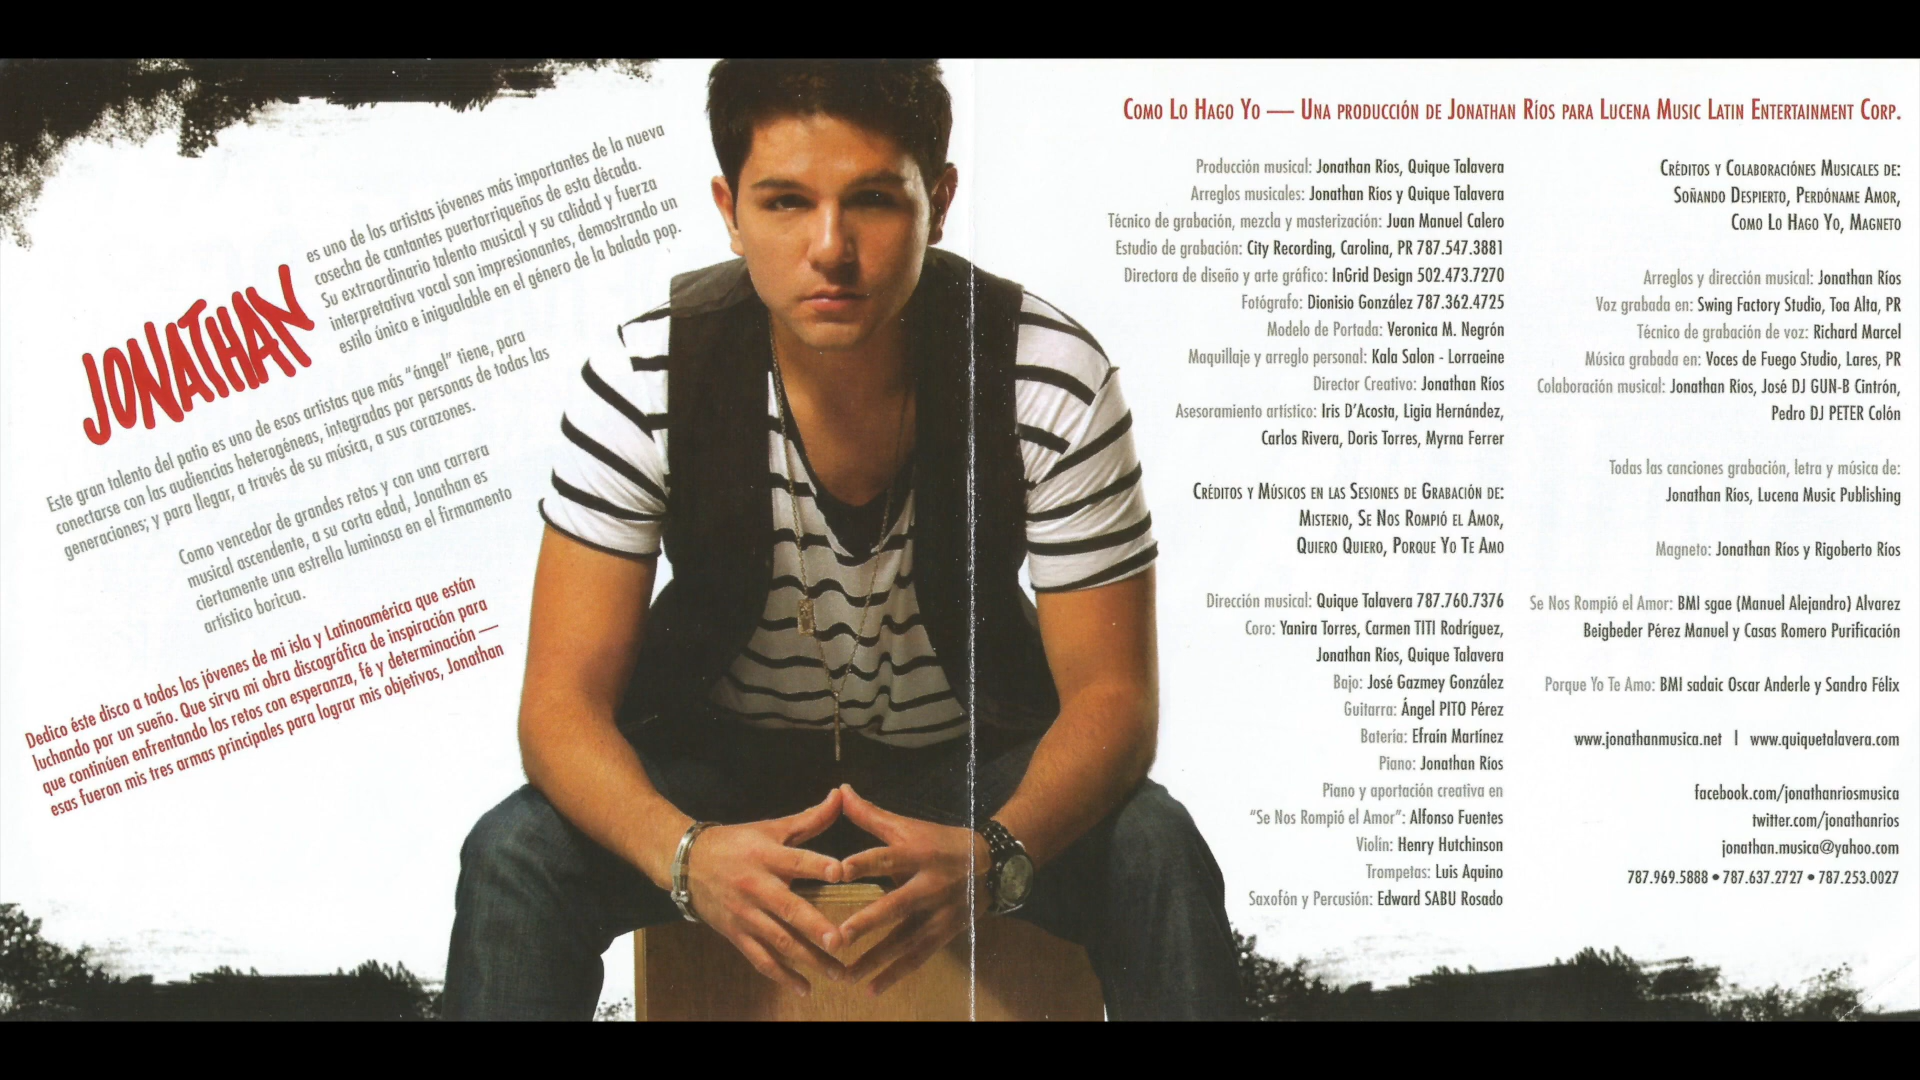 JONATHAN
es uno de los artistas jóvenes más importantes de la nueva
cosecha de cantantes puertorriqueños de esta década.
Su extraordinario talento musical y su calidad y fuerza
interpretativa vocal son impresionantes, demostrando un
estilo único e inigualable en el género de la balada pop.
Este gran talento del patio es uno de esos artistas que más “ángel” tiene, para
conectarse con las audiencias heterogéneas, integradas por personas de todas las
generaciones; y para llegar, a través de su música, a sus corazones.
Como vencedor de grandes retos y con una carrera
musical ascendente, a su corta edad, Jonathan es
ciertamente una estrella luminosa en el firmamento
artístico boricua.
Dedico éste disco a todos los jóvenes de mi isla y Latinoamérica que están
luchando por un sueño. Que sirva mi obra discográfica de inspiración para
que continúen enfrentando los retos con esperanza, fé y determinación —
esas fueron mis tres armas principales para lograr mis objetivos, Jonathan
Como Lo Hago Yo — Una producción de Jonathan Ríos para Lucena Music Latin Entertainment Corp.
Producción musical: Jonathan Ríos, Quique Talavera
Arreglos musicales: Jonathan Ríos y Quique Talavera
Técnico de grabación, mezcla y masterización: Juan Manuel Calero
Estudio de grabación: City Recording, Carolina, PR 787.547.3881
Directora de diseño y arte gráfico: InGrid Design 502.473.7270
Fotógrafo: Dionisio González 787.362.4725
Modelo de Portada: Veronica M. Negrón
Maquillaje y arreglo personal: Kala Salon - Lorraeine
Director Creativo: Jonathan Ríos
Asesoramiento artístico: Iris D’Acosta, Ligia Hernández,
Carlos Rivera, Doris Torres, Myrna Ferrer
Créditos y Músicos en las Sesiones de Grabación de:
Misterio, Se Nos Rompió el Amor,
Quiero Quiero, Porque Yo Te Amo
Dirección musical: Quique Talavera 787.760.7376
Coro: Yanira Torres, Carmen TITI Rodríguez,
Jonathan Ríos, Quique Talavera
Bajo: José Gazmey González
Guitarra: Ángel PITO Pérez
Batería: Efraín Martínez
Piano: Jonathan Ríos
Piano y aportación creativa en
“Se Nos Rompió el Amor”: Alfonso Fuentes
Violín: Henry Hutchinson
Trompetas: Luis Aquino
Saxofón y Percusión: Edward SABU Rosado
Créditos y Colaboraciónes Musicales de:
Soñando Despierto, Perdóname Amor,
Como Lo Hago Yo, Magneto
Arreglos y dirección musical: Jonathan Ríos
Voz grabada en: Swing Factory Studio, Toa Alta, PR
Técnico de grabación de voz: Richard Marcel
Música grabada en: Voces de Fuego Studio, Lares, PR
Colaboración musical: Jonathan Ríos, José DJ GUN-B Cintrón,
Pedro DJ PETER Colón
Todas las canciones grabación, letra y música de:
Jonathan Ríos, Lucena Music Publishing
Magneto: Jonathan Ríos y Rigoberto Ríos
Se Nos Rompió el Amor: BMI sgae (Manuel Alejandro) Alvarez
Beigbeder Pérez Manuel y Casas Romero Purificación
Porque Yo Te Amo: BMI sadaic Oscar Anderle y Sandro Félix
www.jonathanmusica.net | www.quiquetalavera.com
facebook.com/jonathanriosmusica
twitter.com/jonathanrios
jonathan.musica@yahoo.com
787.969.5888 • 787.637.2727 • 787.253.0027